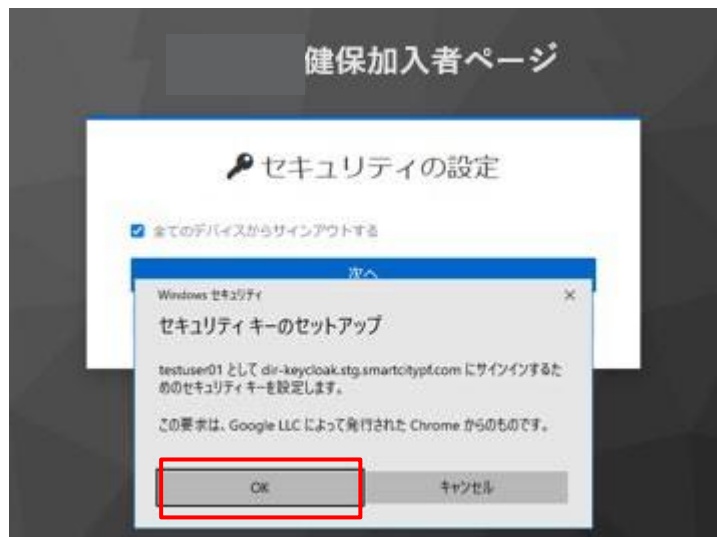 健保加入者ページ
セキュリティの設定
全てのデバイスからサインアウトする
次へ
Windows セキュリティ
セキュリティ キーのセットアップ
testuser01 として dir-keycloak.stg.smartcitypf.com にサインインするた
めのセキュリティ キーを設定します。
この要求は、Google LLC によって発行された Chrome からのものです。
OK
キャンセル